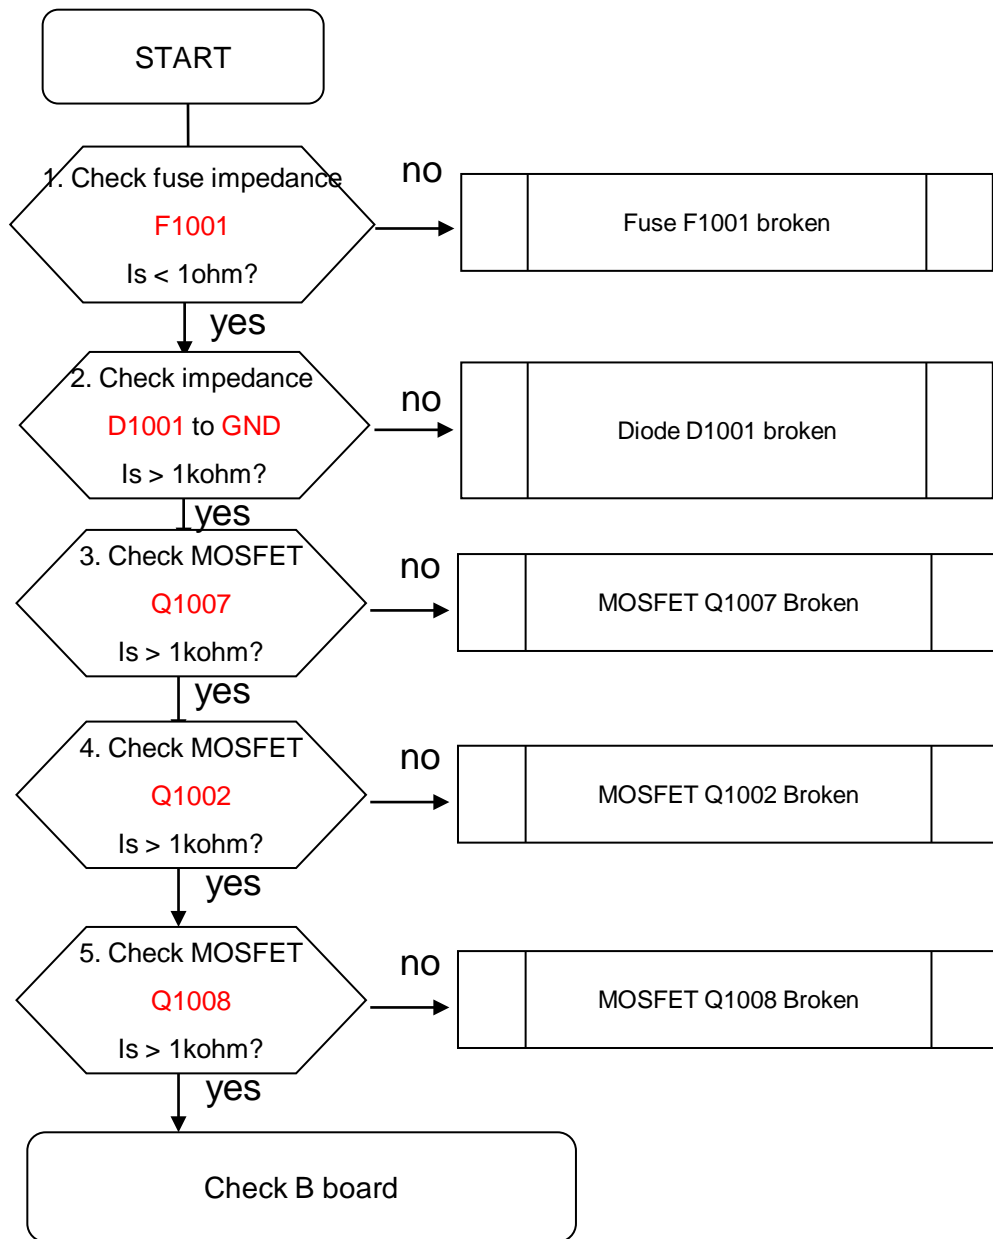 START
1. Check fuse impedance
F1001
Is < 1ohm?
no
Fuse F1001 broken
yes
2. Check impedance
D1001 to GND
Is > 1kohm?
no
Diode D1001 broken
yes
3. Check MOSFET
Q1007
Is > 1kohm?
no
MOSFET Q1007 Broken
yes
4. Check MOSFET
Q1002
Is > 1kohm?
no
MOSFET Q1002 Broken
yes
5. Check MOSFET
Q1008
Is > 1kohm?
no
MOSFET Q1008 Broken
yes
Check B board